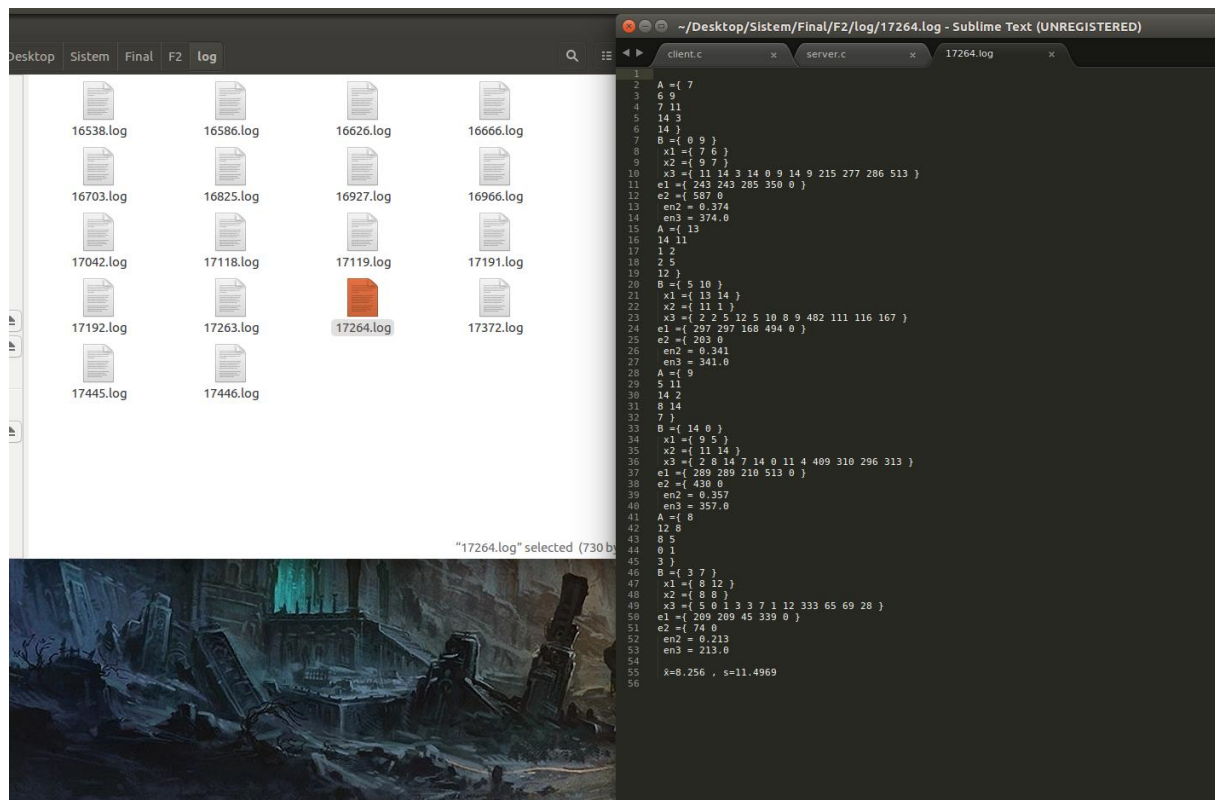 ~/Desktop/Sistem/Final/F2/log/17264.log - Sublime Text (UNREGISTERED)
Desktop Sistem Final F2 log
16538.log 16586.log 16626.log 16666.log
16703.log 16825.log 16927.log 16966.log
17042.log 17118.log 17119.log 17191.log
17192.log 17263.log 17264.log 17372.log
17445.log 17446.log
"17264.log" selected (730 by
client.c x server.c x 17264.log x
1
2 A ={ 7
3 6 9
4 7 11
5 14 3
6 14 }
7 B ={ 0 9 }
8 x1 ={ 7 6 }
9 x2 ={ 9 7 }
10 x3 ={ 11 14 3 14 0 9 14 9 215 277 286 513 }
11 e1 ={ 243 243 285 350 0 }
12 e2 ={ 587 0
13 en2 = 0.374
14 en3 = 374.0
15 A ={ 13
16 14 11
17 1 2
18 2 5
19 12 }
20 B ={ 5 10 }
21 x1 ={ 13 14 }
22 x2 ={ 11 1 }
23 x3 ={ 2 2 5 12 5 10 8 9 482 111 116 167 }
24 e1 ={ 297 297 168 494 0 }
25 e2 ={ 203 0
26 en2 = 0.341
27 en3 = 341.0
28 A ={ 9
29 5 11
30 14 2
31 8 14
32 7 }
33 B ={ 14 0 }
34 x1 ={ 9 5 }
35 x2 ={ 11 14 }
36 x3 ={ 2 8 14 7 14 0 11 4 409 310 296 313 }
37 e1 ={ 289 289 210 513 0 }
38 e2 ={ 430 0
39 en2 = 0.357
40 en3 = 357.0
41 A ={ 8
42 12 8
43 8 5
44 0 1
45 3 }
46 B ={ 3 7 }
47 x1 ={ 8 12 }
48 x2 ={ 8 8 }
49 x3 ={ 5 0 1 3 3 7 1 12 333 65 69 28 }
50 e1 ={ 209 209 45 339 0 }
51 e2 ={ 74 0
52 en2 = 0.213
53 en3 = 213.0
54
55 x̄=8.256 , s=11.4969
56